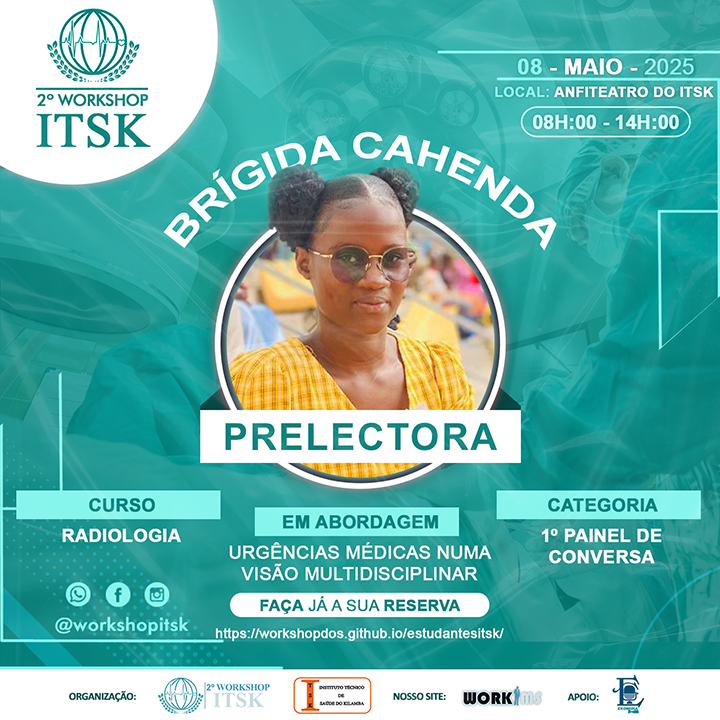 2º WORKSHOP
ITSK
08 - MAIO - 2025
LOCAL: ANFITEATRO DO ITSK
08H:00 - 14H:00
BRÍGIDA CAHENDA
PRELECTORA
CURSO
RADIOLOGIA
EM ABORDAGEM
URGÊNCIAS MÉDICAS NUMA
VISÃO MULTIDISCIPLINAR
CATEGORIA
1º PAINEL DE
CONVERSA
FAÇA JÁ A SUA RESERVA
https://workshopdos.github.io/estudantesitsk/
@workshopitsk
ORGANIZAÇÃO:
2º WORKSHOP
ITSK
INSTITUTO TÉCNICO
DE
SAÚDE DO KILAMBA
NOSSO SITE:
WORK
APOIO: